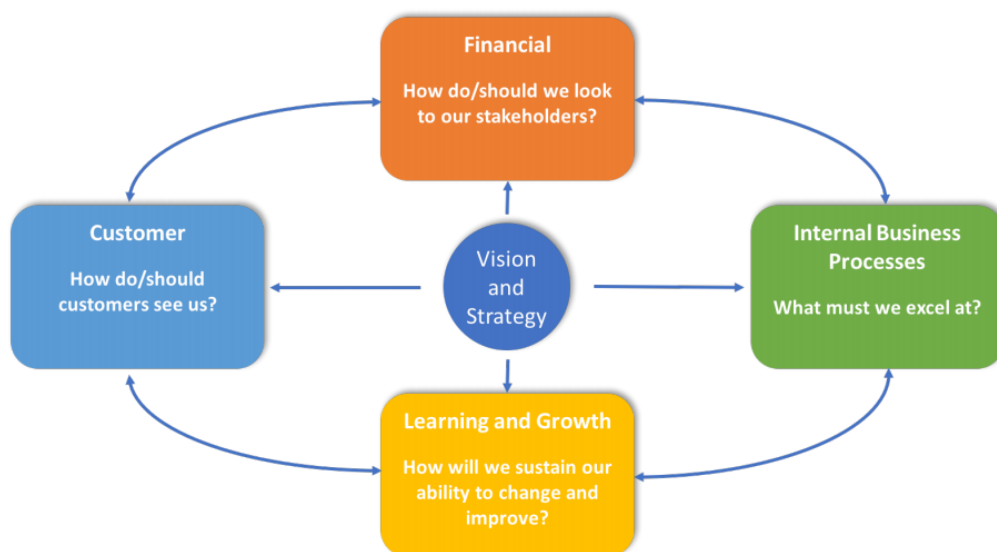 Financial
How do/should we look
to our stakeholders?
Customer
How do/should
customers see us?
Vision
and
Strategy
Internal Business
Processes
What must we excel at?
Learning and Growth
How will we sustain our
ability to change and
improve?